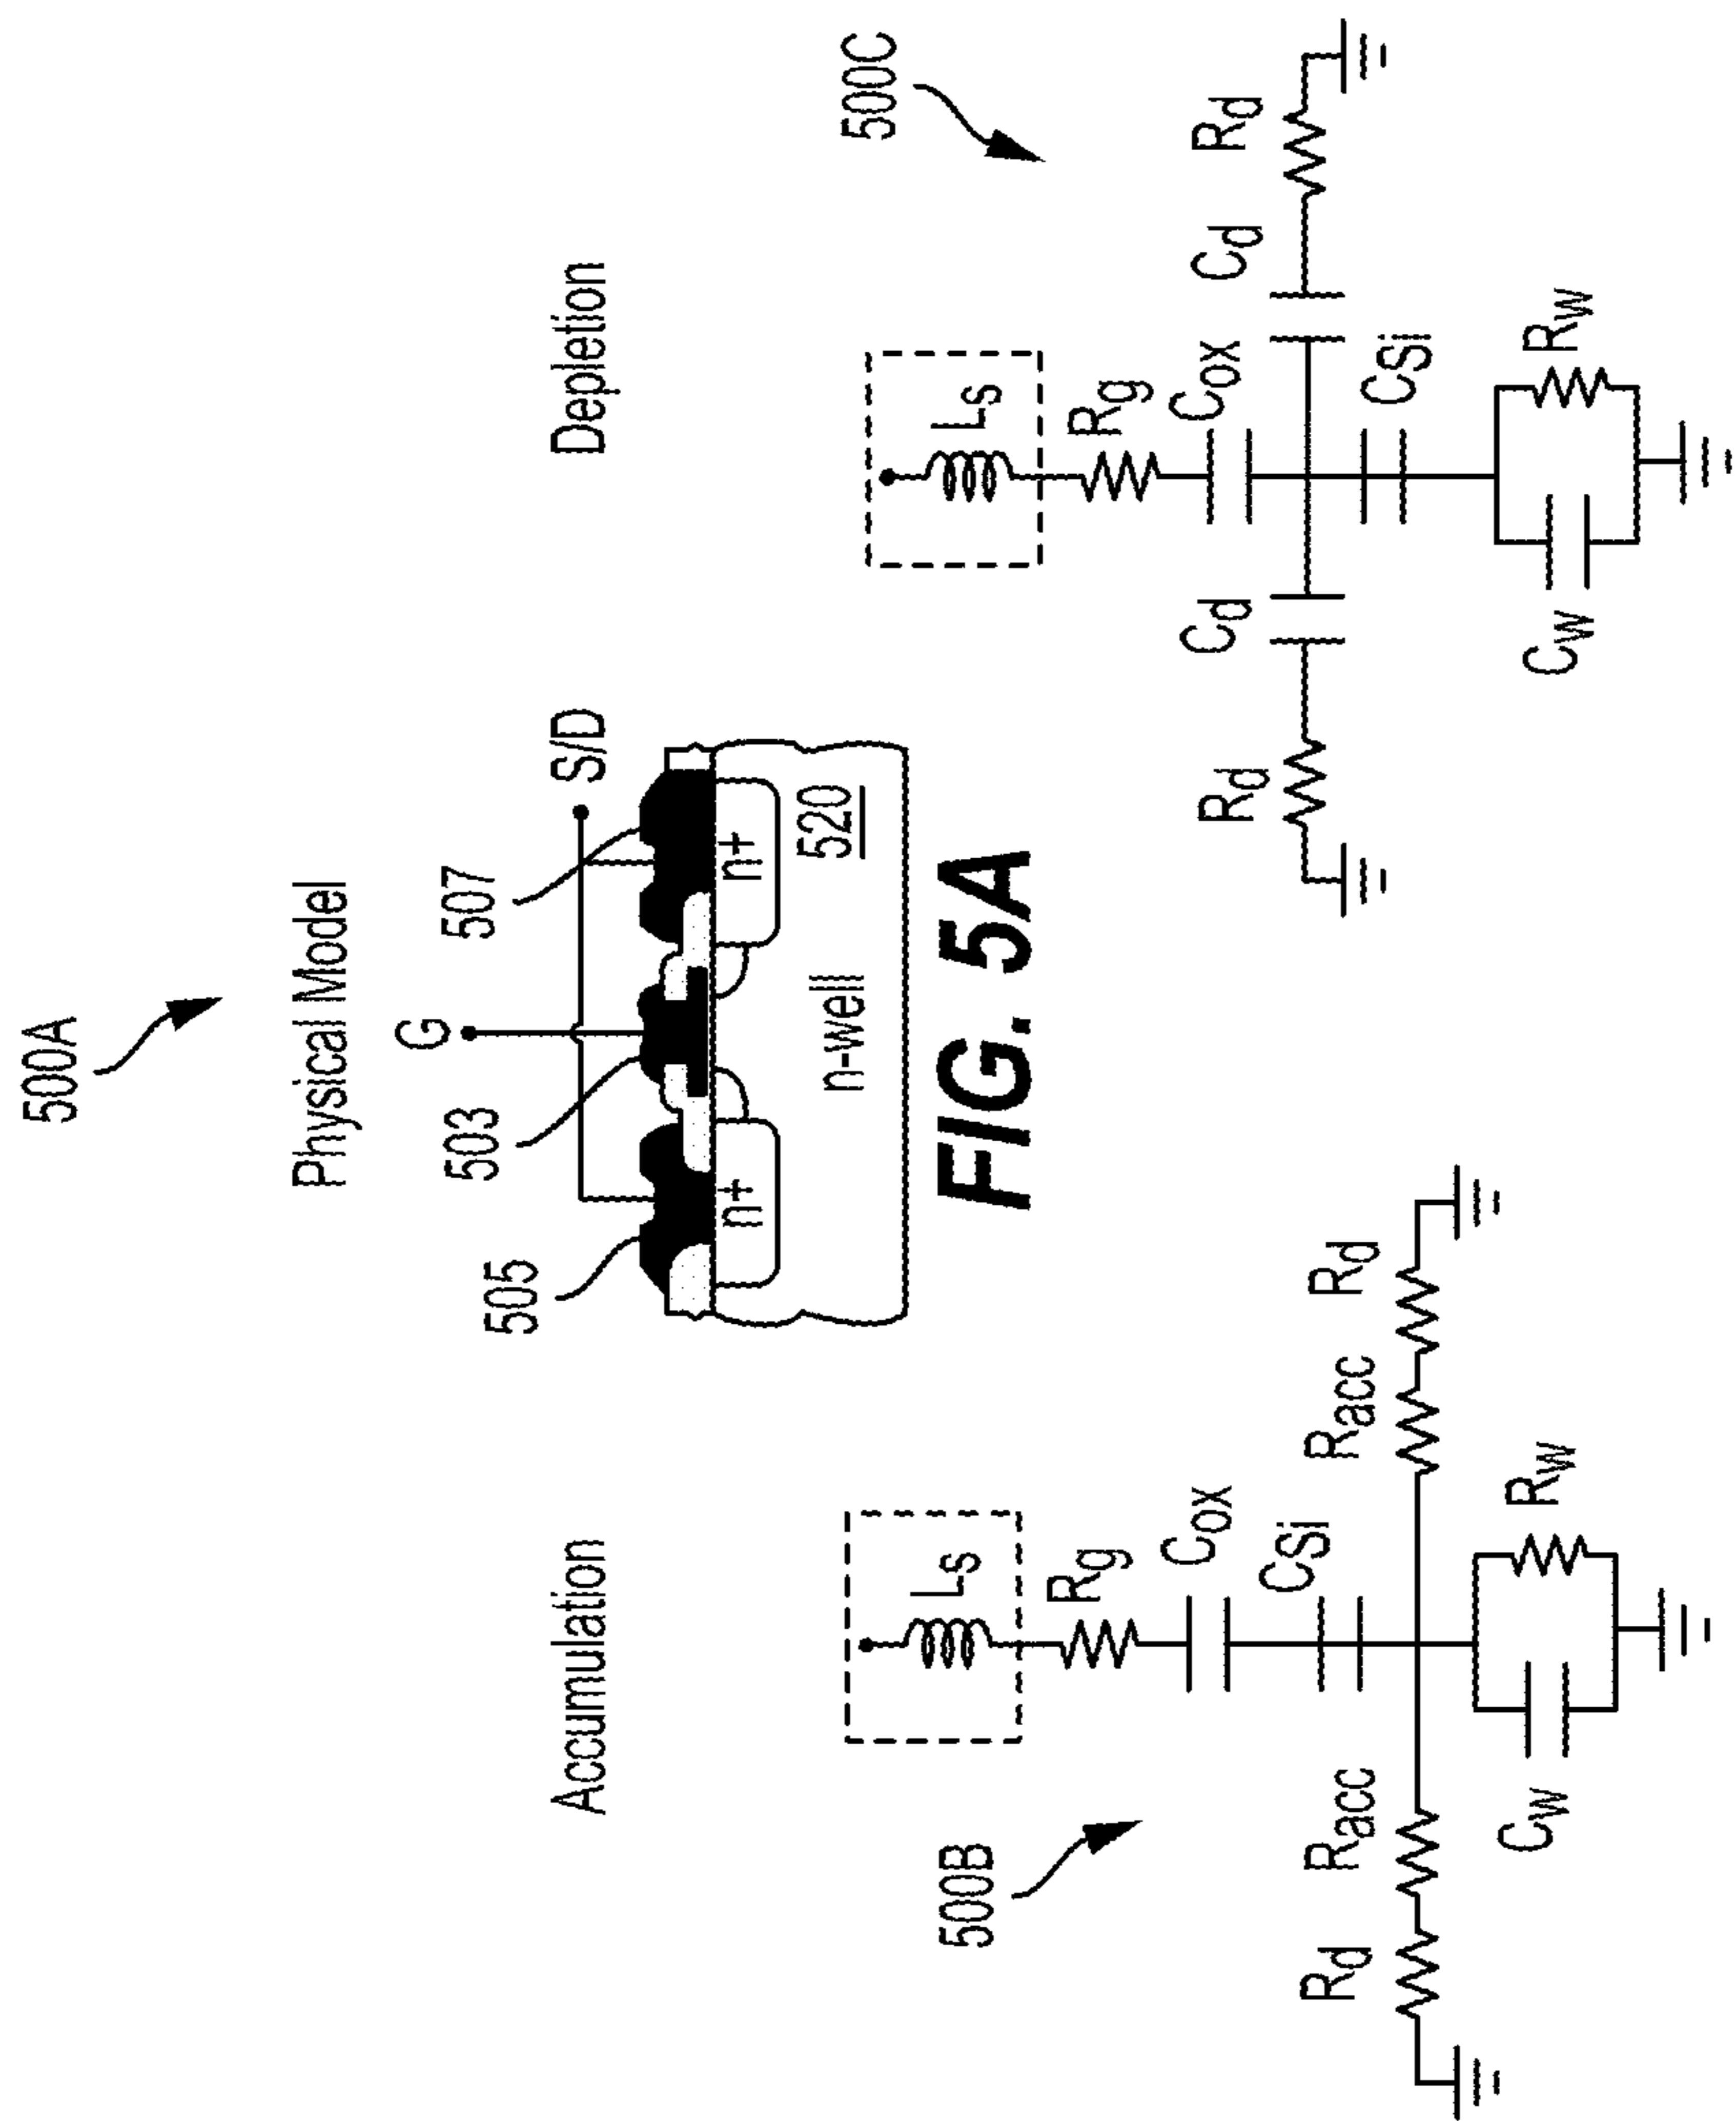 500A
Physical Model
Accumulation
Depletion
G
S/D
505
503
507
n+
n+
n-well
520
FIG. 5A
500B
Ls
Rg
Cox
CSi
Rd
Racc
Racc
Rd
Cw
Rw
500C
Ls
Rg
Cox
Rd
Cd
Cd
Rd
CSi
Cw
Rw